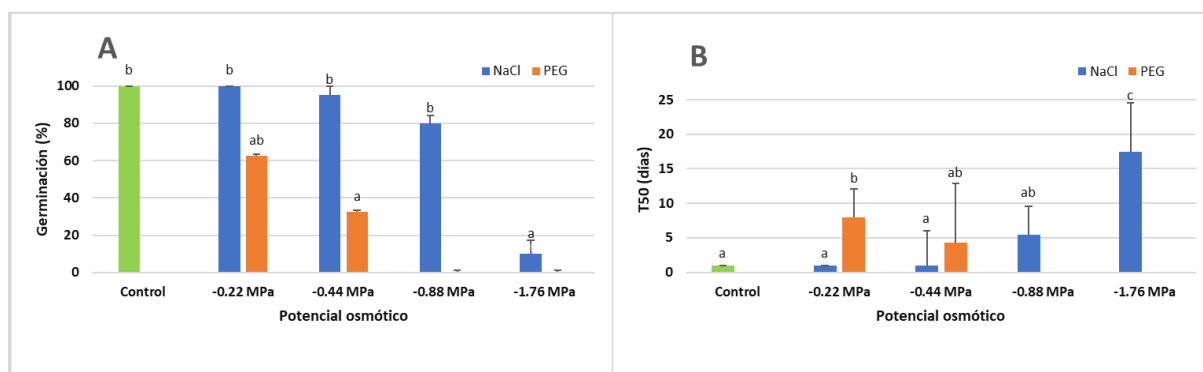 A
NaCl PEG
Germinación (%)
100
80
60
40
20
0
b
b
ab
b
a
b
a
Control -0.22 MPa -0.44 MPa -0.88 MPa -1.76 MPa
Potencial osmótico
B
NaCl PEG
T50 (días)
25
20
15
10
5
0
a
a
b
a
ab
ab
c
Control -0.22 MPa -0.44 MPa -0.88 MPa -1.76 MPa
Potencial osmótico